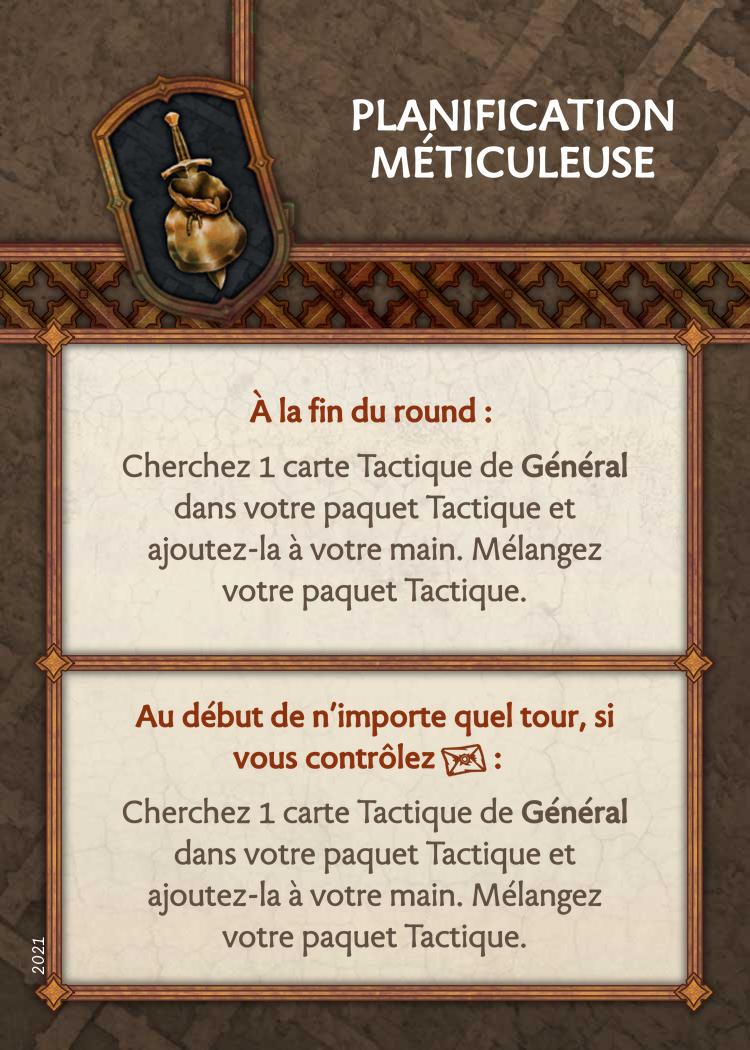 PLANIFICATION
MÉTICULEUSE
À la fin du round :
Cherchez 1 carte Tactique de Général
dans votre paquet Tactique et
ajoutez-la à votre main. Mélangez
votre paquet Tactique.
Au début de n'importe quel tour, si
vous contrôlez :
Cherchez 1 carte Tactique de Général
dans votre paquet Tactique et
ajoutez-la à votre main. Mélangez
votre paquet Tactique.
2021